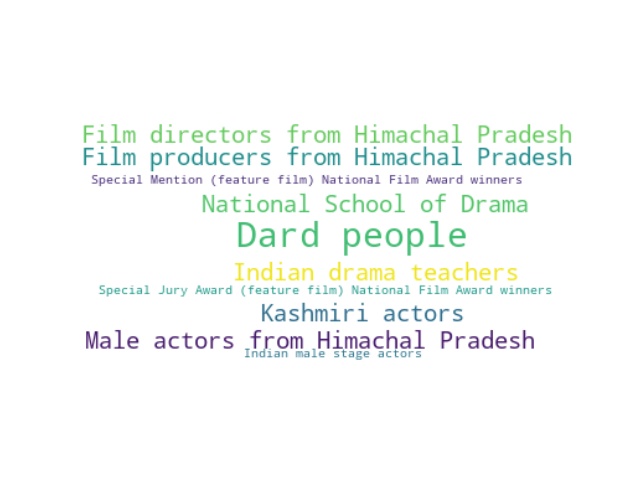 Film directors from Himachal Pradesh
Film producers from Himachal Pradesh
Special Mention (feature film) National Film Award winners
National School of Drama
Dard people
Indian drama teachers
Special Jury Award (feature film) National Film Award winners
Kashmiri actors
Male actors from Himachal Pradesh
Indian male stage actors